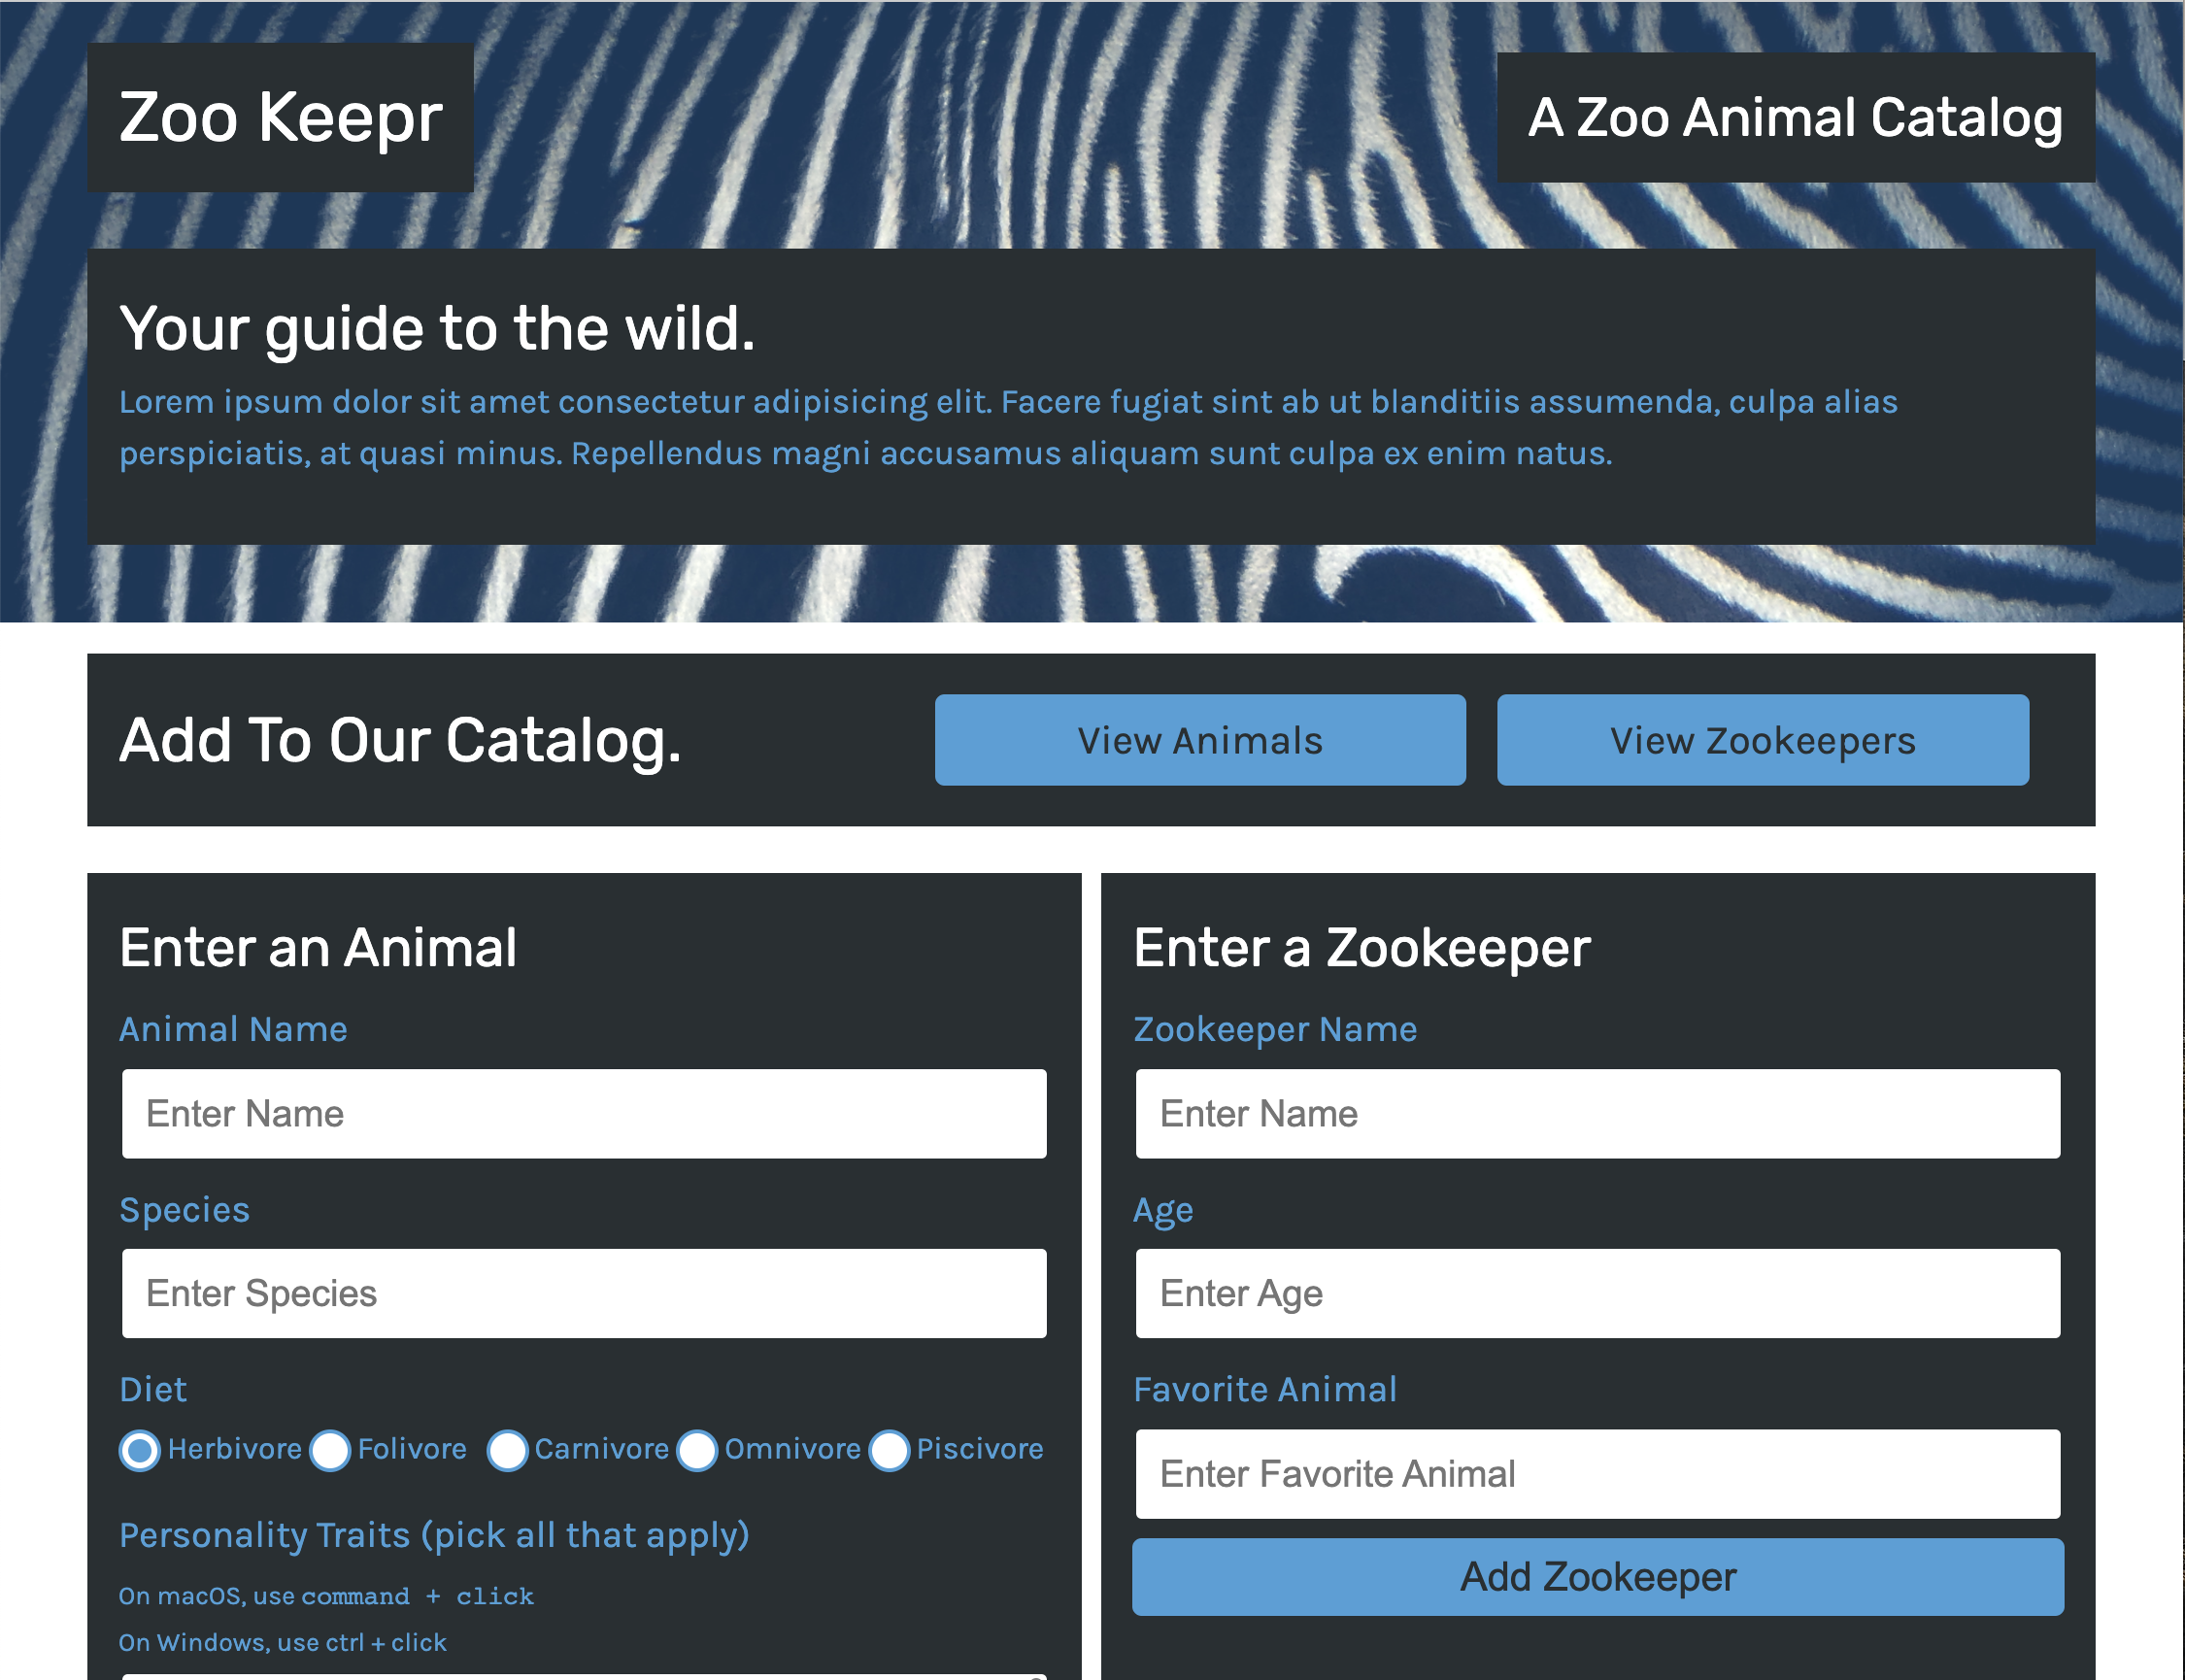 Zoo Keepr
A Zoo Animal Catalog
Your guide to the wild.
Lorem ipsum dolor sit amet consectetur adipisicing elit. Facere fugiat sint ab ut blanditiis assumenda, culpa alias
perspiciatis, at quasi minus. Repellendus magni accusamus aliquam sunt culpa ex enim natus.
Add To Our Catalog.
View Animals
View Zookeepers
Enter an Animal
Animal Name
Enter Name
Species
Enter Species
Diet
Herbivore Folivore Carnivore Omnivore Piscivore
Personality Traits (pick all that apply)
On macOS, use command + click
On Windows, use ctrl + click
Enter a Zookeeper
Zookeeper Name
Enter Name
Age
Enter Age
Favorite Animal
Enter Favorite Animal
Add Zookeeper